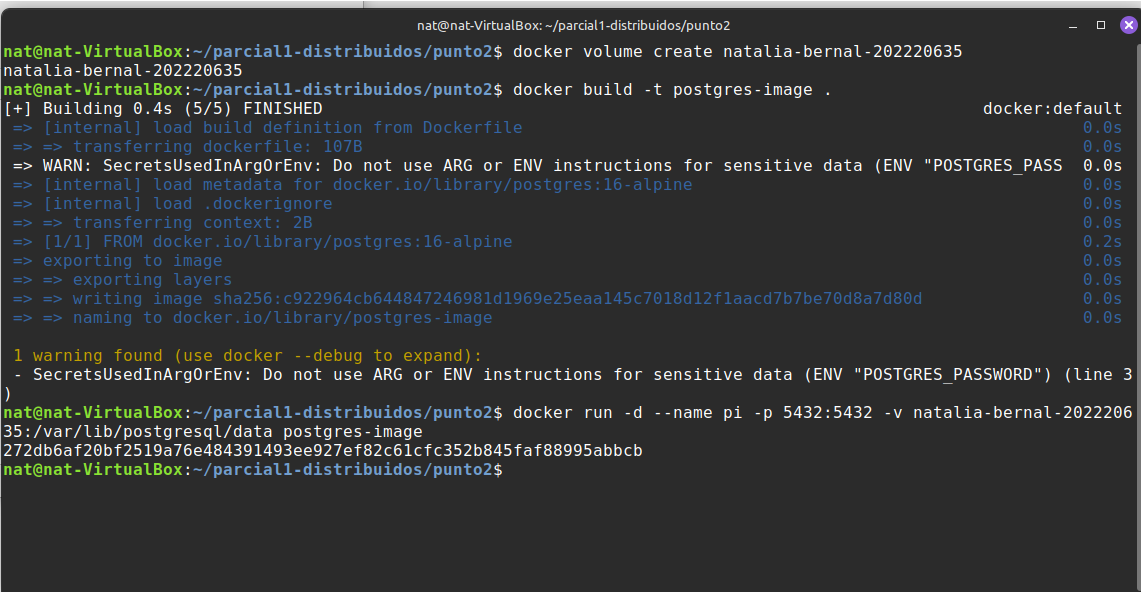 nat@nat-VirtualBox: ~/parcial1-distribuidos/punto2
nat@nat-VirtualBox:~/parcial1-distribuidos/punto2$ docker volume create natalia-bernal-202220635
natalia-bernal-202220635
nat@nat-VirtualBox:~/parcial1-distribuidos/punto2$ docker build -t postgres-image .
[+] Building 0.4s (5/5) FINISHED docker:default
=> [internal] load build definition from Dockerfile 0.0s
=> => transferring dockerfile: 107B 0.0s
=> WARN: SecretsUsedInArgOrEnv: Do not use ARG or ENV instructions for sensitive data (ENV "POSTGRES_PASS 0.0s
=> [internal] load metadata for docker.io/library/postgres:16-alpine 0.0s
=> [internal] load .dockerignore 0.0s
=> => transferring context: 2B 0.0s
=> [1/1] FROM docker.io/library/postgres:16-alpine 0.2s
=> exporting to image 0.0s
=> => exporting layers 0.0s
=> => writing image sha256:c922964cb644847246981d1969e25eaa145c7018d12f1aacd7b7be70d8a7d80d 0.0s
=> => naming to docker.io/library/postgres-image 0.0s
1 warning found (use docker --debug to expand):
- SecretsUsedInArgOrEnv: Do not use ARG or ENV instructions for sensitive data (ENV "POSTGRES_PASSWORD") (line 3
)
nat@nat-VirtualBox:~/parcial1-distribuidos/punto2$ docker run -d --name pi -p 5432:5432 -v natalia-bernal-2022206
35:/var/lib/postgresql/data postgres-image
272db6af20bf2519a76e484391493ee927ef82c61cfc352b845faf88995abbcb
nat@nat-VirtualBox:~/parcial1-distribuidos/punto2$